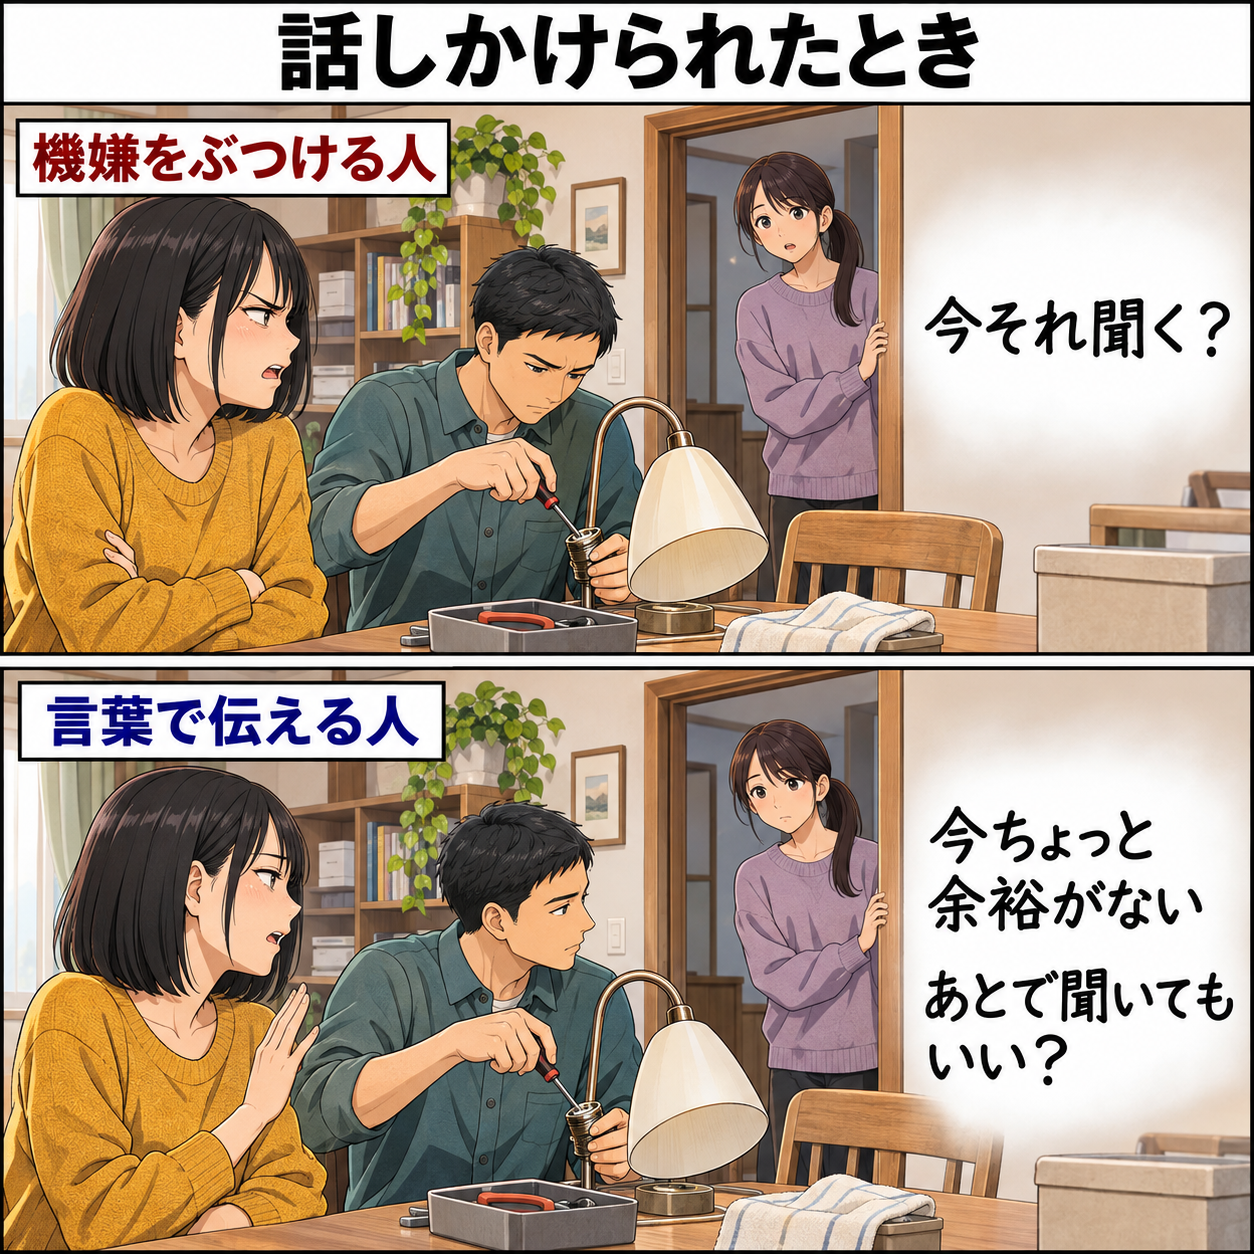 話しかけられたとき
機嫌をぶつける人
今それ聞く?
言葉で伝える人
今ちょっと
余裕がない
あとで聞いても
いい?